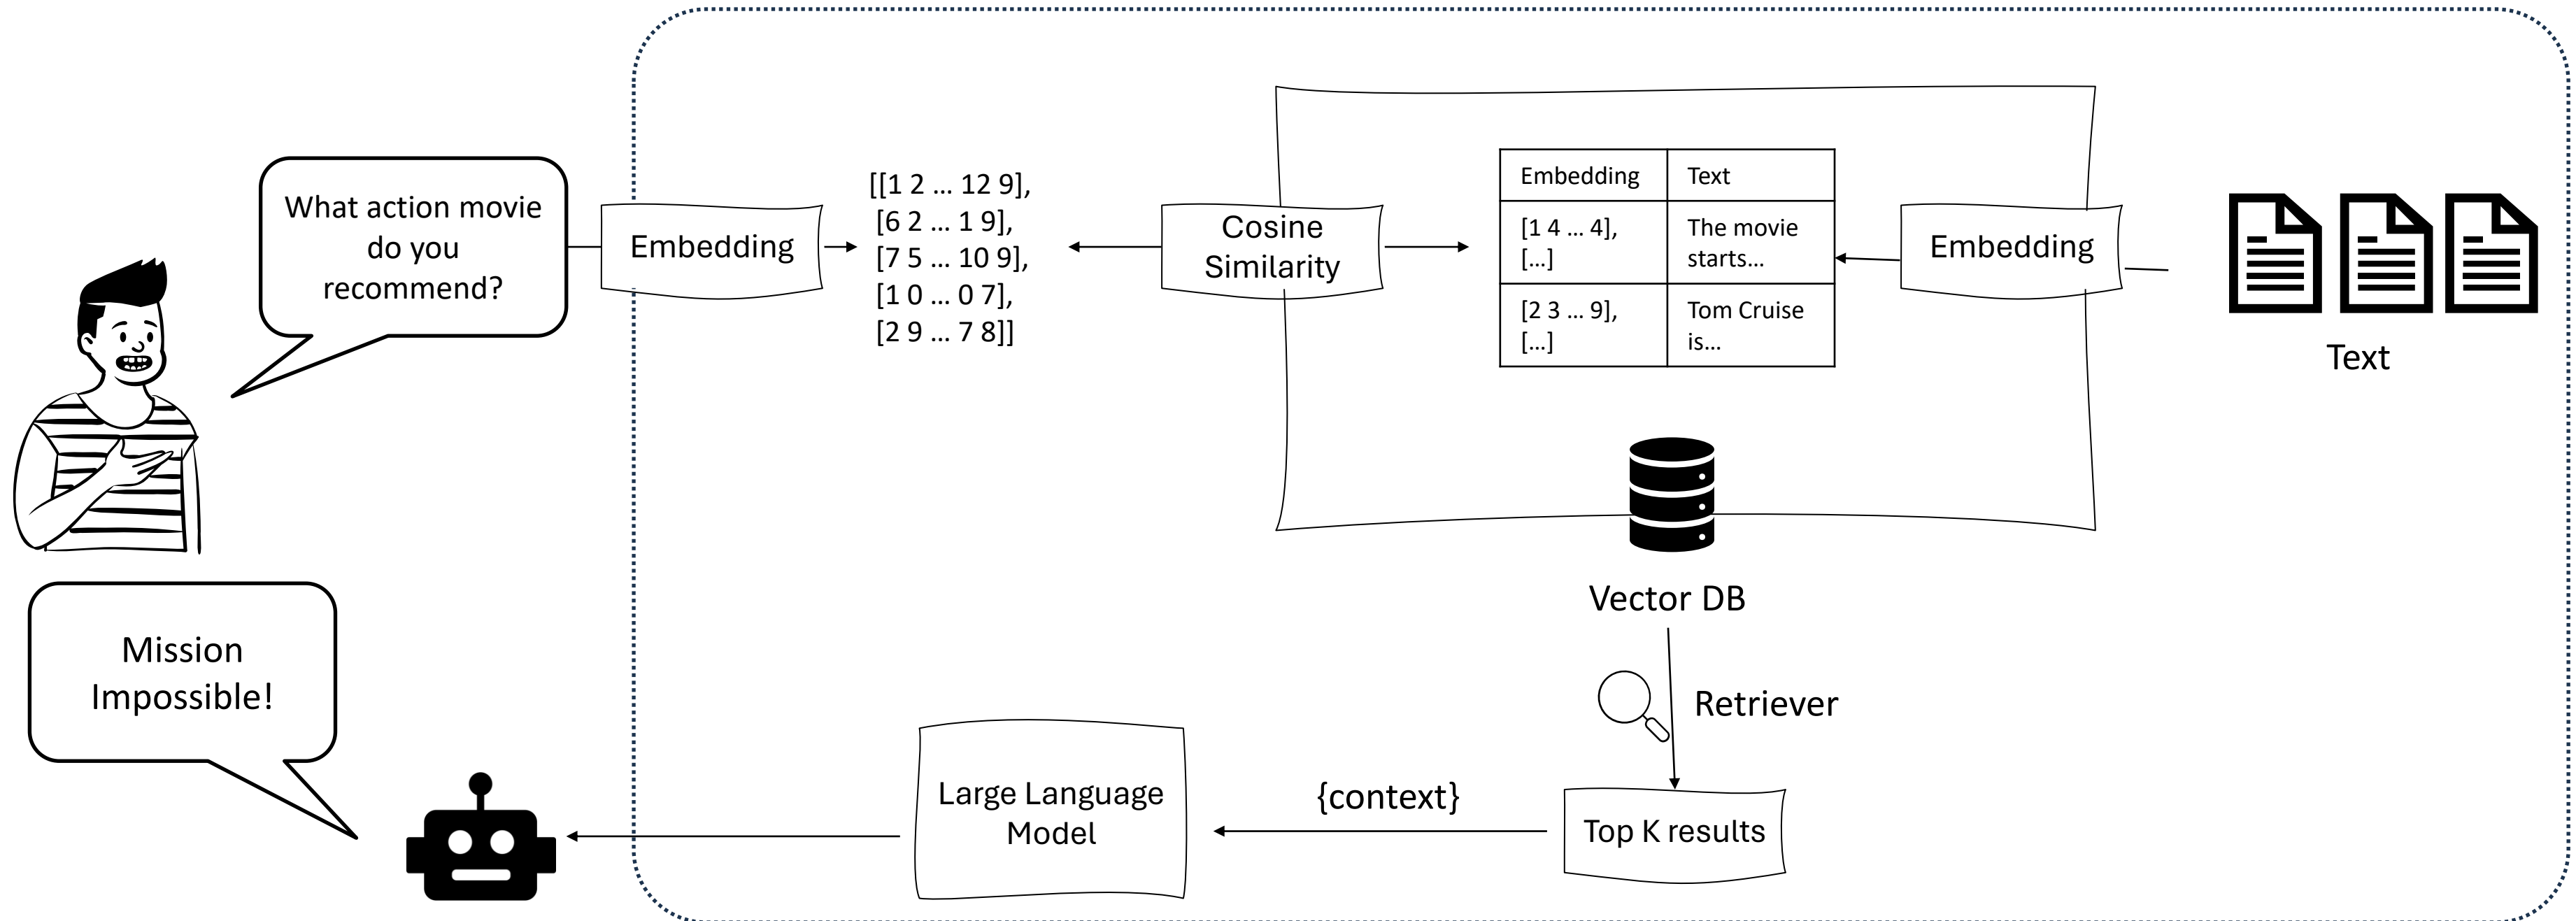 What action movie
do you
recommend?
Embedding
[[1 2 ... 12 9],
[6 2 ... 1 9],
[7 5 ... 10 9],
[1 0 ... 0 7],
[2 9 ... 7 8]]
Cosine
Similarity
Embedding
Text
[1 4 ... 4],
[...]
The movie
starts...
[2 3 ... 9],
[...]
Tom Cruise
is...
Embedding
Text
Vector DB
Retriever
Top K results
{context}
Large Language
Model
Mission
Impossible!